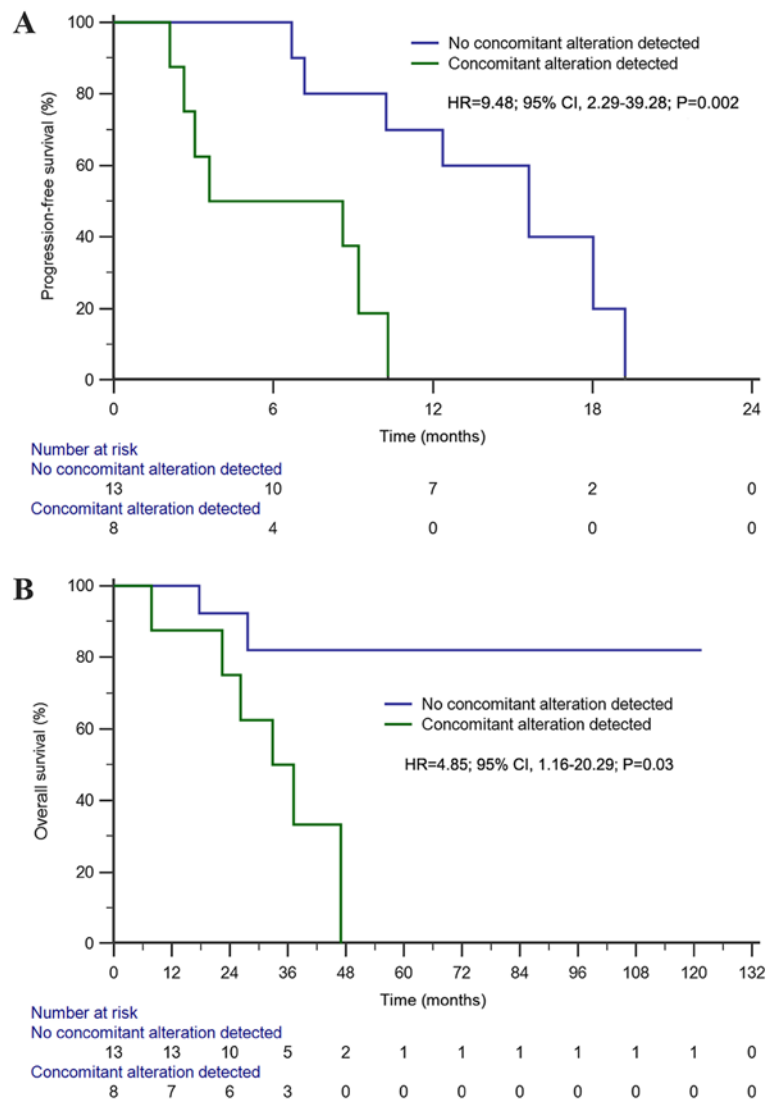 A
100
80
60
40
20
0
Progression-free survival (%)
No concomitant alteration detected
Concomitant alteration detected
HR=9.48; 95% CI, 2.29-39.28; P=0.002
0 6 12 18 24
Time (months)
Number at risk
No concomitant alteration detected
13 10 7 2 0
Concomitant alteration detected
8 4 0 0 0
B
100
80
60
40
20
0
Overall survival (%)
No concomitant alteration detected
Concomitant alteration detected
HR=4.85; 95% CI, 1.16-20.29; P=0.03
0 12 24 36 48 60 72 84 96 108 120 132
Time (months)
Number at risk
No concomitant alteration detected
13 13 10 5 2 1 1 1 1 1 1 0
Concomitant alteration detected
8 7 6 3 0 0 0 0 0 0 0 0